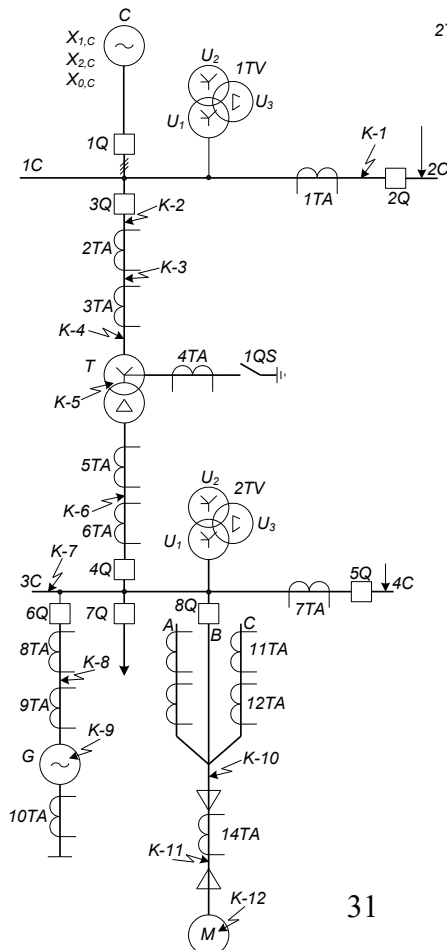 C
X1,C
X2,C
X0,C
2T
U2
1TV
U3
U1
1Q
K-1
1C
2C
1TA
2Q
3Q
K-2
2TA
K-3
3TA
K-4
T
4TA
1QS
K-5
5TA
K-6
6TA
U2
2TV
U3
U1
K-7
4Q
5Q
3C
4C
7TA
6Q
7Q
8Q
A
B
C
8TA
11TA
K-8
9TA
12TA
K-9
G
K-10
10TA
14TA
K-11
K-12
M
31